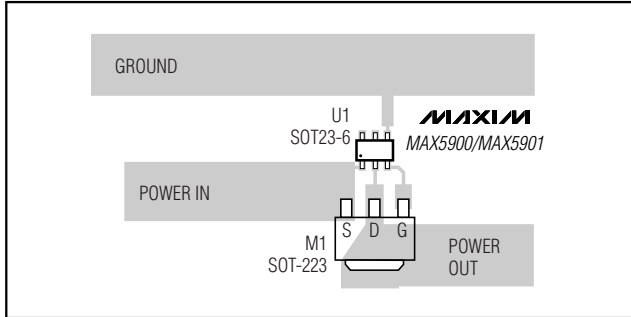 GROUND
U1
SOT23-6
MAXIM
MAX5900/MAX5901
POWER IN
S D G
M1
SOT-223
POWER
OUT